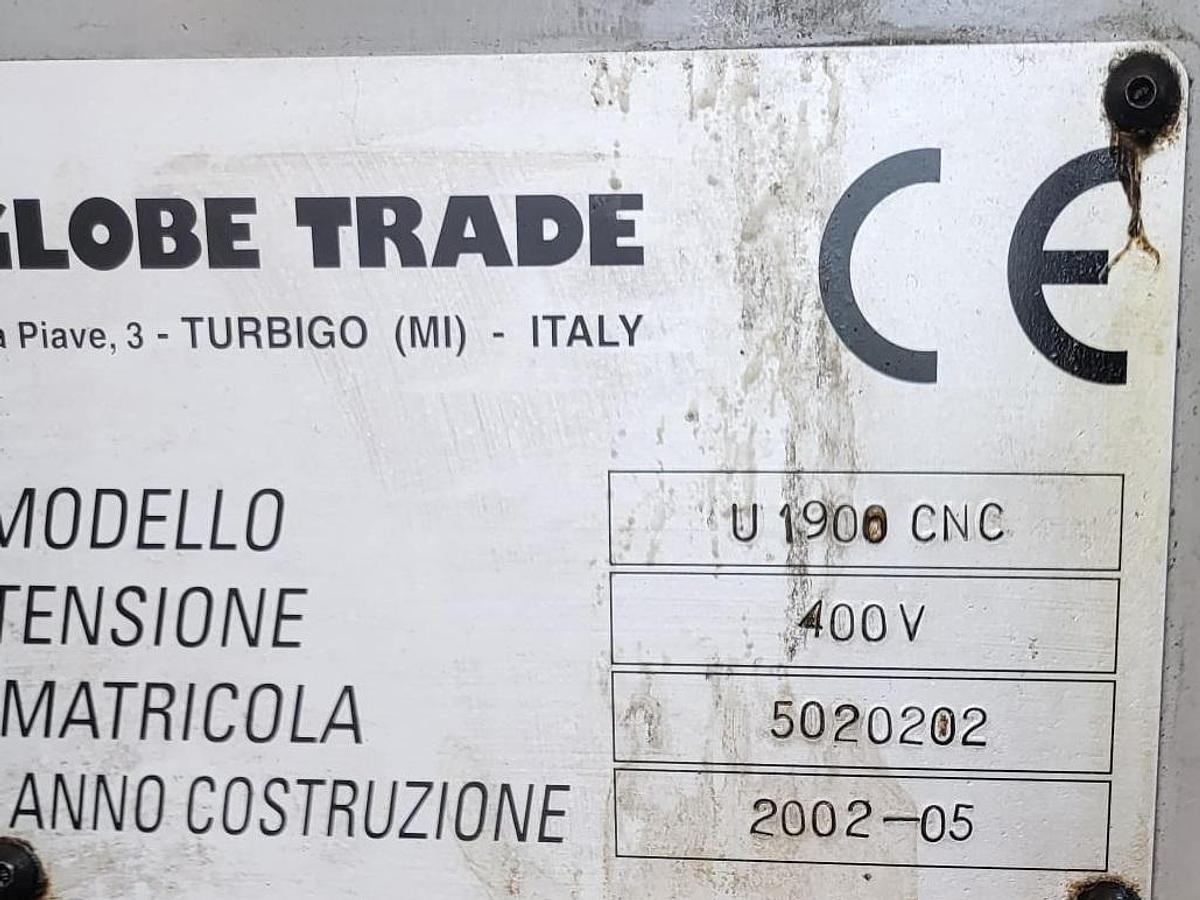 GLOBE TRADE
a Piave, 3 - TURBIGO (MI) - ITALY
CE
MODELLO U 1900 CNC
TENSIONE 400V
MATRICOLA 5020202
ANNO COSTRUZIONE 2002-05